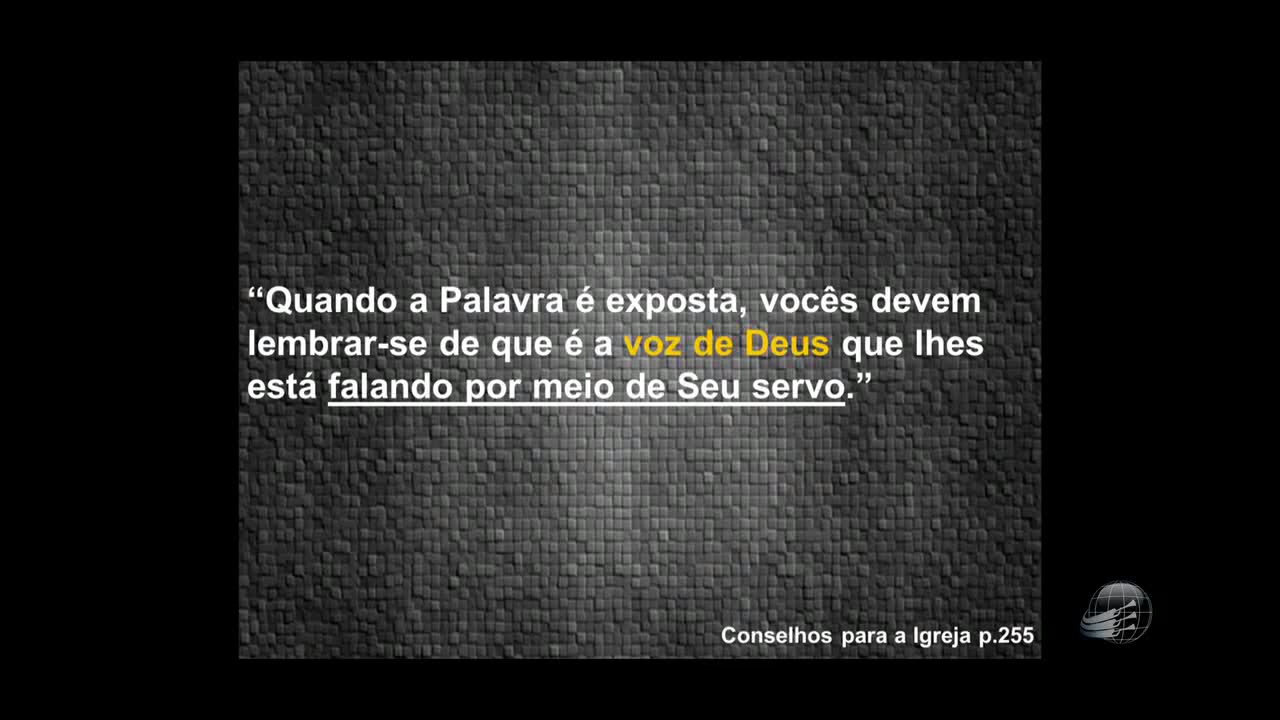 “Quando a Palavra é exposta, vocês devem
lembrar-se de que é a voz de Deus que lhes
está falando por meio de Seu servo.”
Conselhos para a Igreja p.255